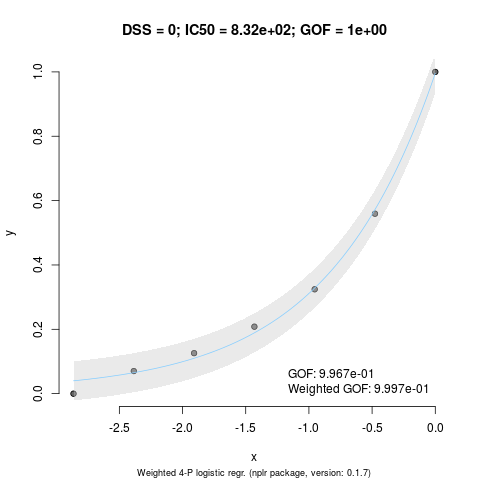 DSS = 0; IC50 = 8.32e+02; GOF = 1e+00
1.0
0.8
0.6
y
0.4
0.2
0.0
GOF: 9.967e-01
Weighted GOF: 9.997e-01
-2.5 -2.0 -1.5 -1.0 -0.5 0.0
x
Weighted 4-P logistic regr. (nplr package, version: 0.1.7)